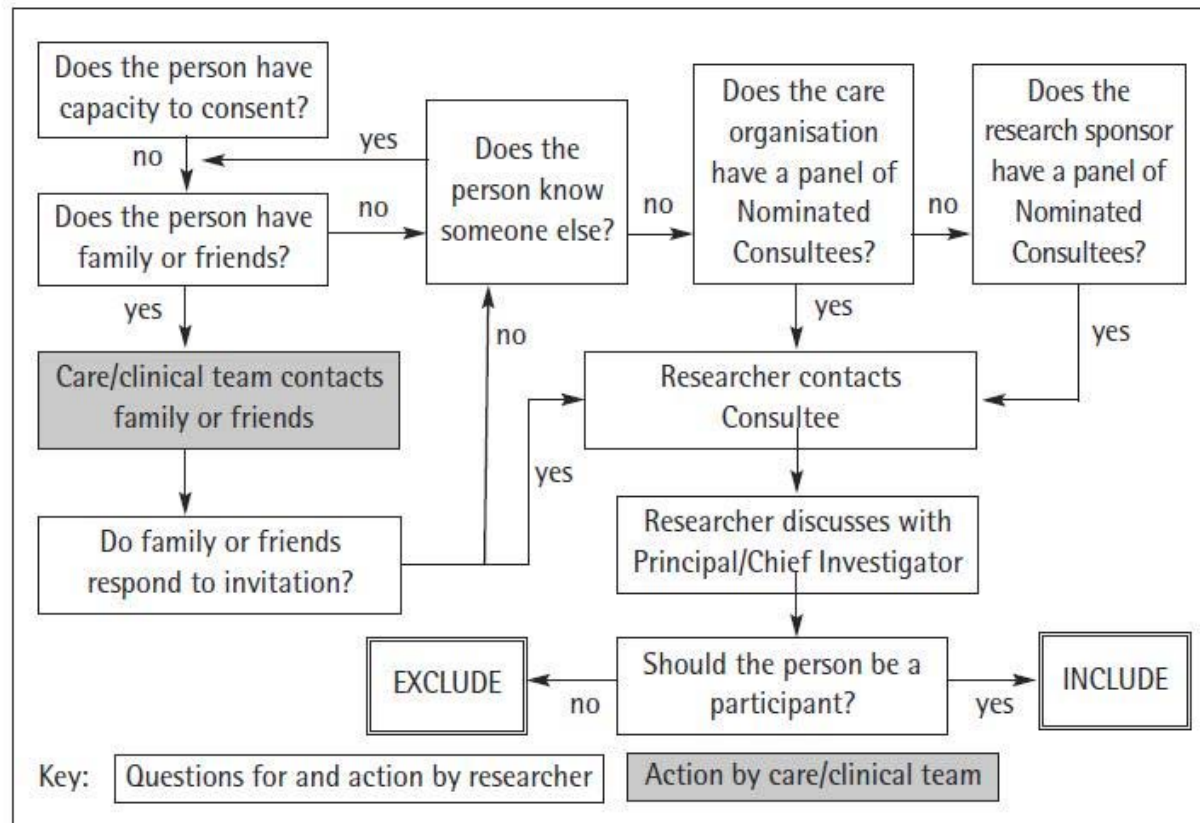 Does the person have
capacity to consent?
no
yes
Does the person have
family or friends?
no
Does the
person know
someone else?
no
Does the care
organisation
have a panel of
Nominated
Consultees?
no
Does the
research sponsor
have a panel of
Nominated
Consultees?
yes
Care/clinical team contacts
family or friends
no
yes
yes
Researcher contacts
Consultee
Do family or friends
respond to invitation?
yes
Researcher discusses with
Principal/Chief Investigator
EXCLUDE
no
Should the person be a
participant?
yes
INCLUDE
Key:
Questions for and action by researcher
Action by care/clinical team